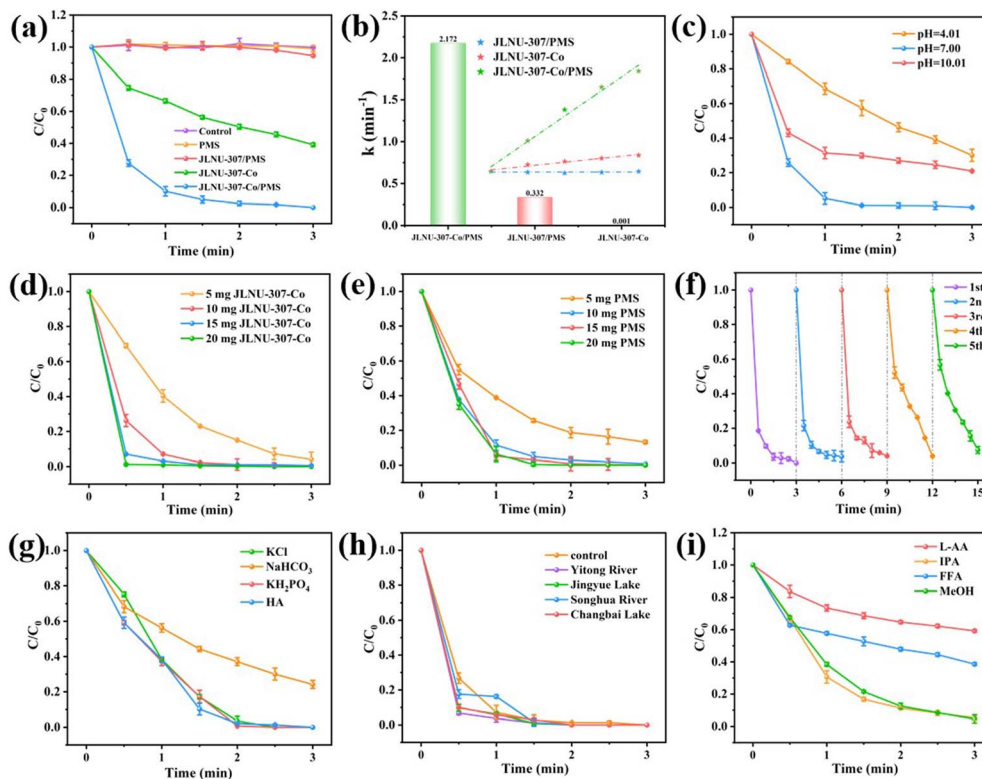 (a)
C/C₀
1.0
0.8
0.6
0.4
0.2
0.0
Control
PMS
JLNU-307/PMS
JLNU-307-Co
JLNU-307-Co/PMS
0 1 2 3
Time (min)
(b)
k (min⁻¹)
2.5
2.0
1.5
1.0
0.5
0.0
2.172
0.332
0.001
JLNU-307/PMS
JLNU-307-Co
JLNU-307-Co/PMS
JLNU-307-Co/PMS JLNU-307/PMS JLNU-307-Co
(c)
C/C₀
1.0
0.8
0.6
0.4
0.2
0.0
pH=4.01
pH=7.00
pH=10.01
0 1 2 3
Time (min)
(d)
C/C₀
1.0
0.8
0.6
0.4
0.2
0.0
5 mg JLNU-307-Co
10 mg JLNU-307-Co
15 mg JLNU-307-Co
20 mg JLNU-307-Co
0 1 2 3
Time (min)
(e)
C/C₀
1.0
0.8
0.6
0.4
0.2
0.0
5 mg PMS
10 mg PMS
15 mg PMS
20 mg PMS
0 1 2 3
Time (min)
(f)
C/C₀
1.0
0.8
0.6
0.4
0.2
0.0
1st
2n
3r
4th
5th
0 3 6 9 12 15
Time (min)
(g)
C/C₀
1.0
0.8
0.6
0.4
0.2
0.0
KCl
NaHCO₃
KH₂PO₄
HA
0 1 2 3
Time (min)
(h)
C/C₀
1.0
0.8
0.6
0.4
0.2
0.0
control
Yitong River
Jingyue Lake
Songhua River
Changbai Lake
0 1 2 3
Time (min)
(i)
C/C₀
1.0
0.8
0.6
0.4
0.2
0.0
L-AA
IPA
FFA
MeOH
0 1 2 3
Time (min)